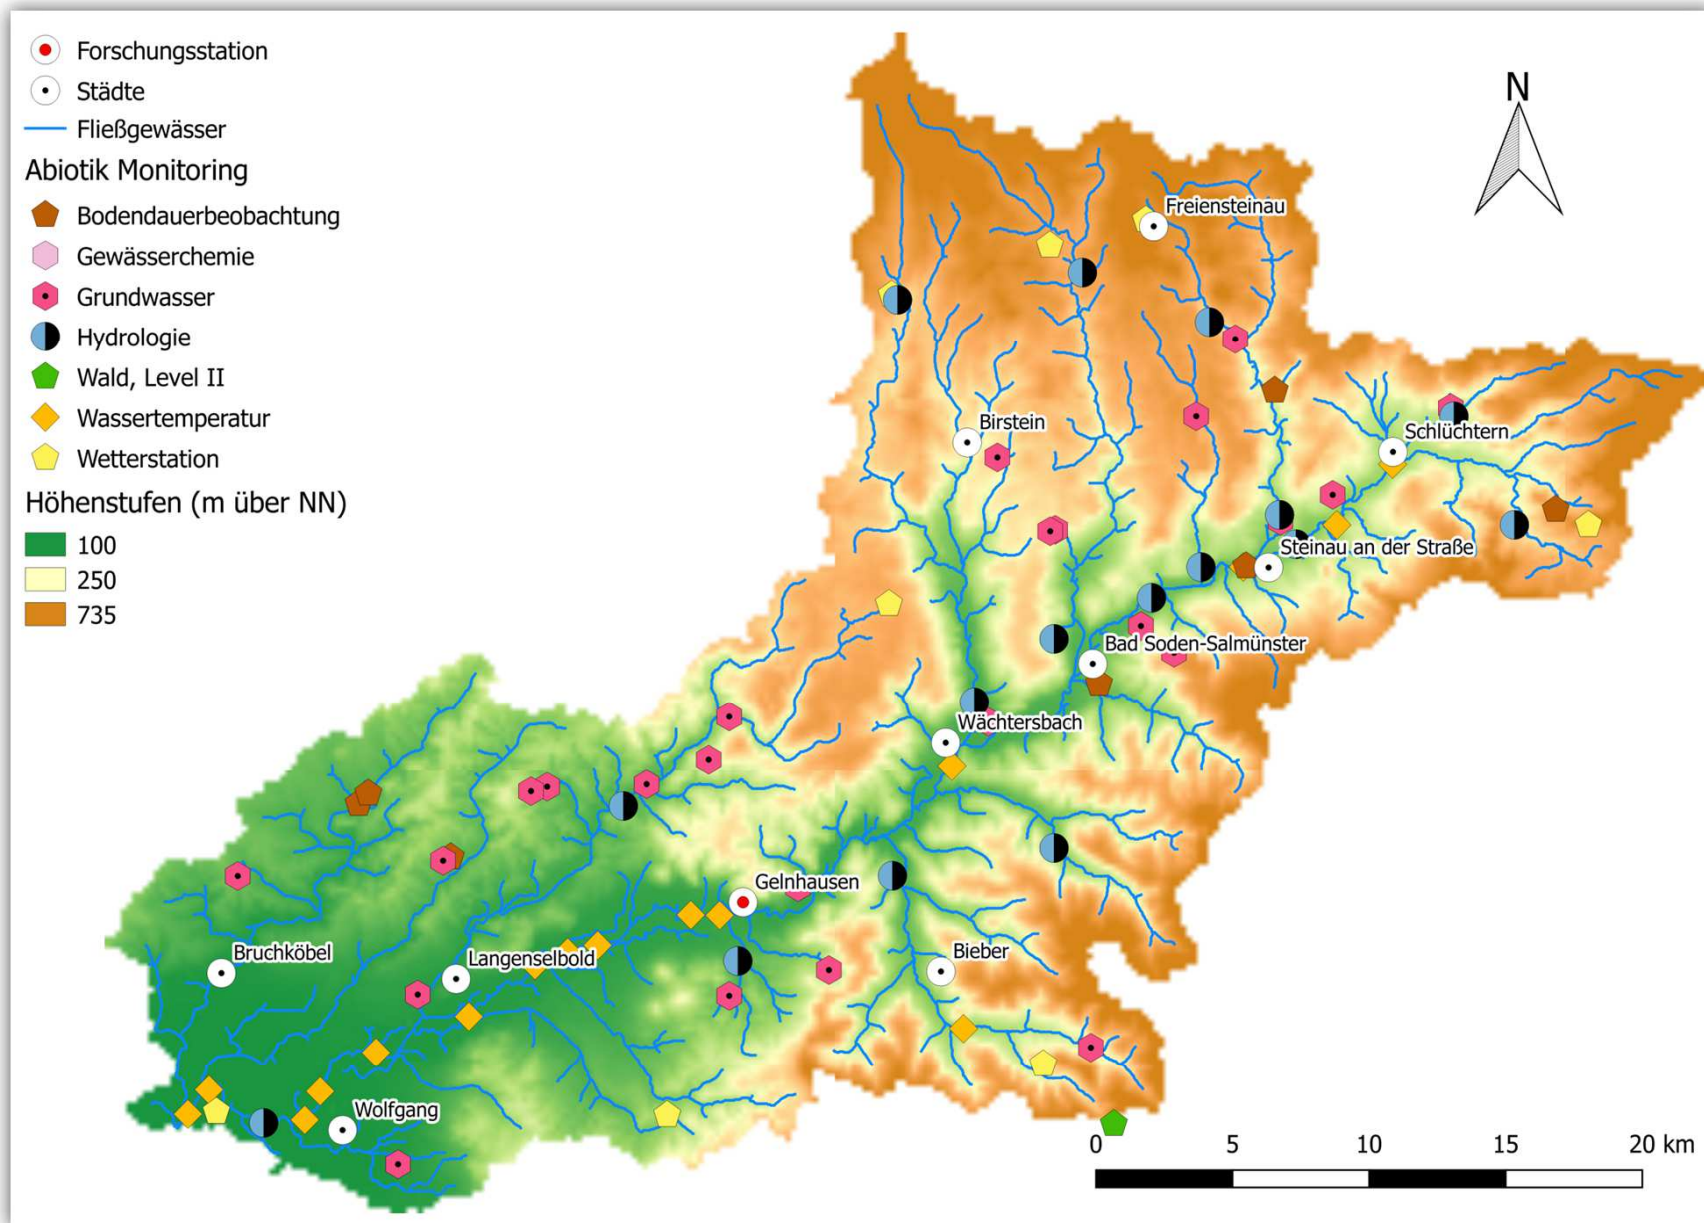 Forschungsstation
Städte
Fließgewässer
Abiotik Monitoring
Bodendauerbeobachtung
Gewässerchemie
Grundwasser
Hydrologie
Wald, Level II
Wassertemperatur
Wetterstation
Höhenstufen (m über NN)
100
250
735
N
Freiensteinau
Birstein
Schlüchtern
Steinau an der Straße
Bad Soden-Salmünster
Wächtersbach
Gelnhausen
Bruchköbel
Langenselbold
Bieber
Wolfgang
0 5 10 15 20 km